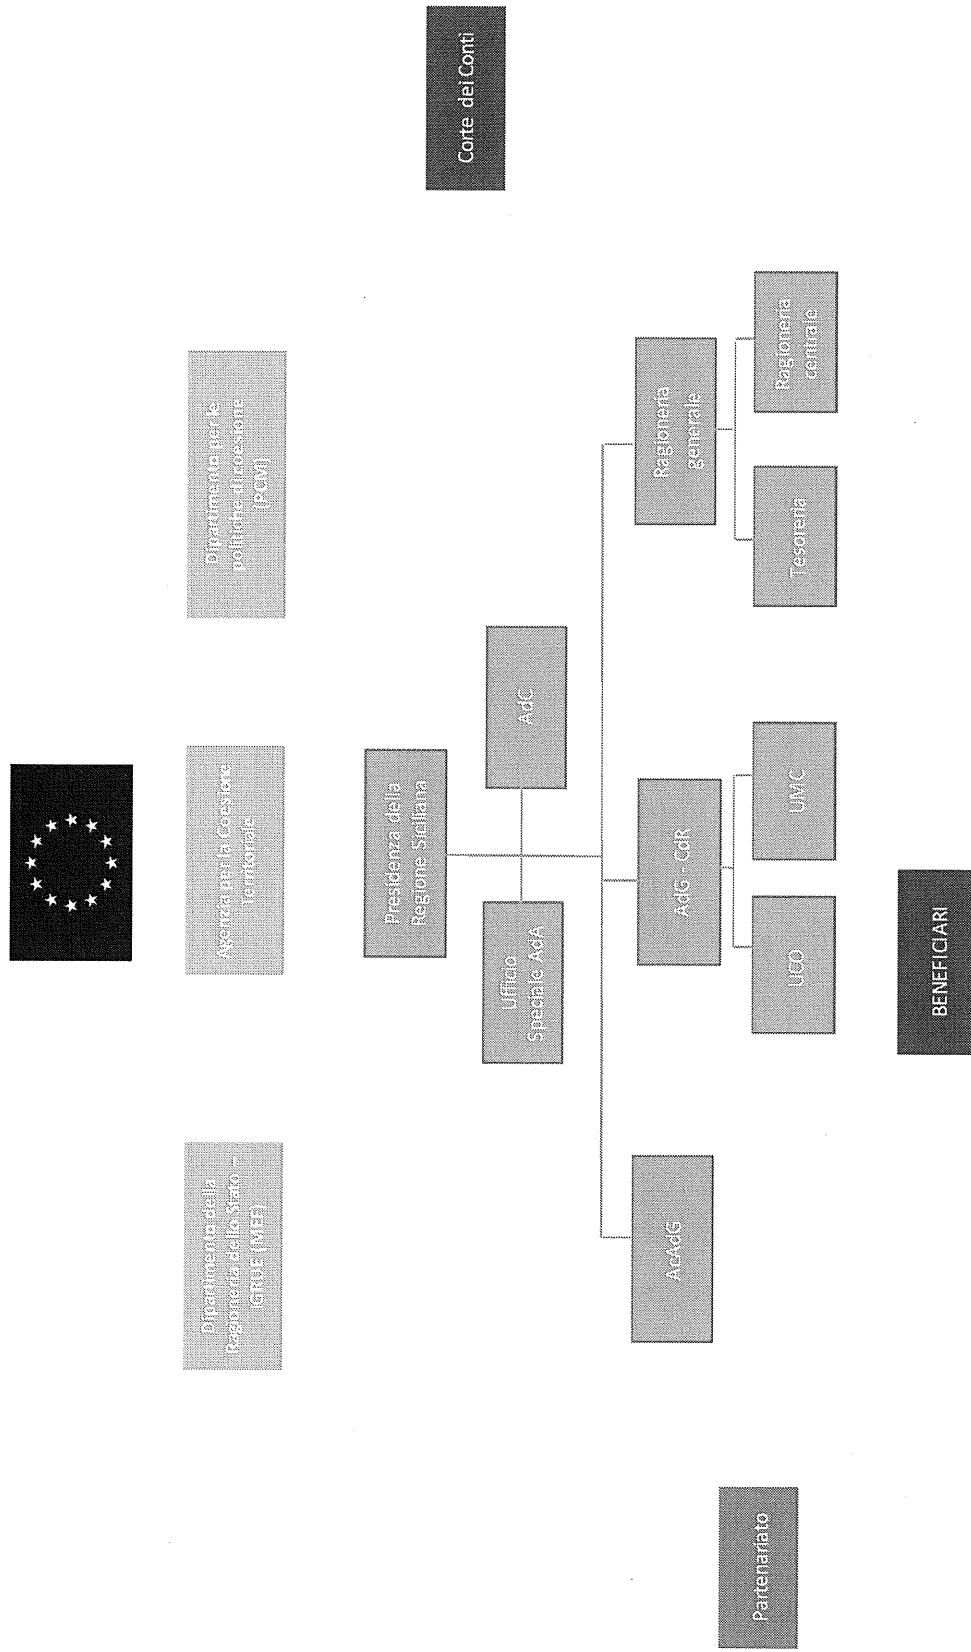 Dipartimento della
Ragioneria dello Stato –
IGRUE (MEF)
Agenzia per la Coesione
Territoriale
Dipartimento per le
politiche di coesione
(PCM)
Corte dei Conti
Presidenza della
Regione Siciliana
Ufficio
Speciale AdA
AdC
AcAdG
AdG - CdR
Ragioneria
generale
UCO
UMC
Tesoreria
Ragioneria
centrale
Partenariato
BENEFICIARI